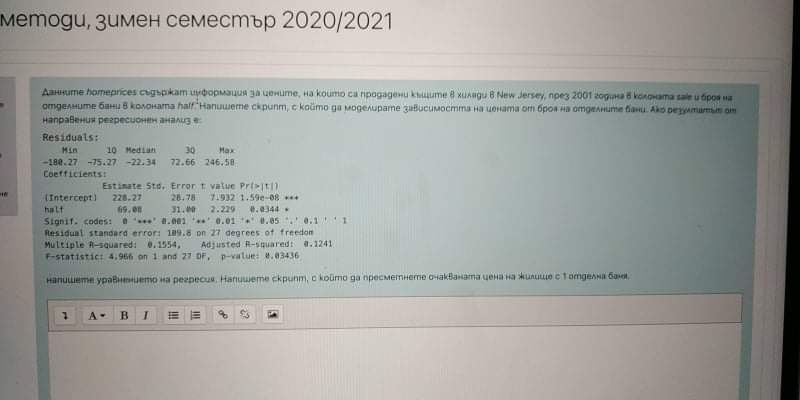 методи, зимен семестър 2020/2021
Данните homeprices съдържат информация за цените, на които са продадени къщите в хиляди в New Jersey, през 2001 година в колоната sale и броя на
отделните бани в колоната half. Напишете скрипт, с който да моделирате зависимостта на цената от броя на отделните бани. Ако резултатът от
направения регресионен анализ е:
Residuals:
Min 1Q Median 3Q Max
-180.27 -75.27 -22.34 72.66 246.58
Coefficients:
Estimate Std. Error t value Pr(>|t|)
(Intercept) 228.27 28.78 7.932 1.59e-08 ***
half 69.08 31.00 2.229 0.0344 *
Signif. codes: 0 '***' 0.001 '**' 0.01 '*' 0.05 '.' 0.1 ' ' 1
Residual standard error: 109.8 on 27 degrees of freedom
Multiple R-squared: 0.1554, Adjusted R-squared: 0.1241
F-statistic: 4.966 on 1 and 27 DF, p-value: 0.03436
напишете уравнението на регресия. Напишете скрипт, с който да пресметнете очакваната цена на жилище с 1 отделна баня.
A B I